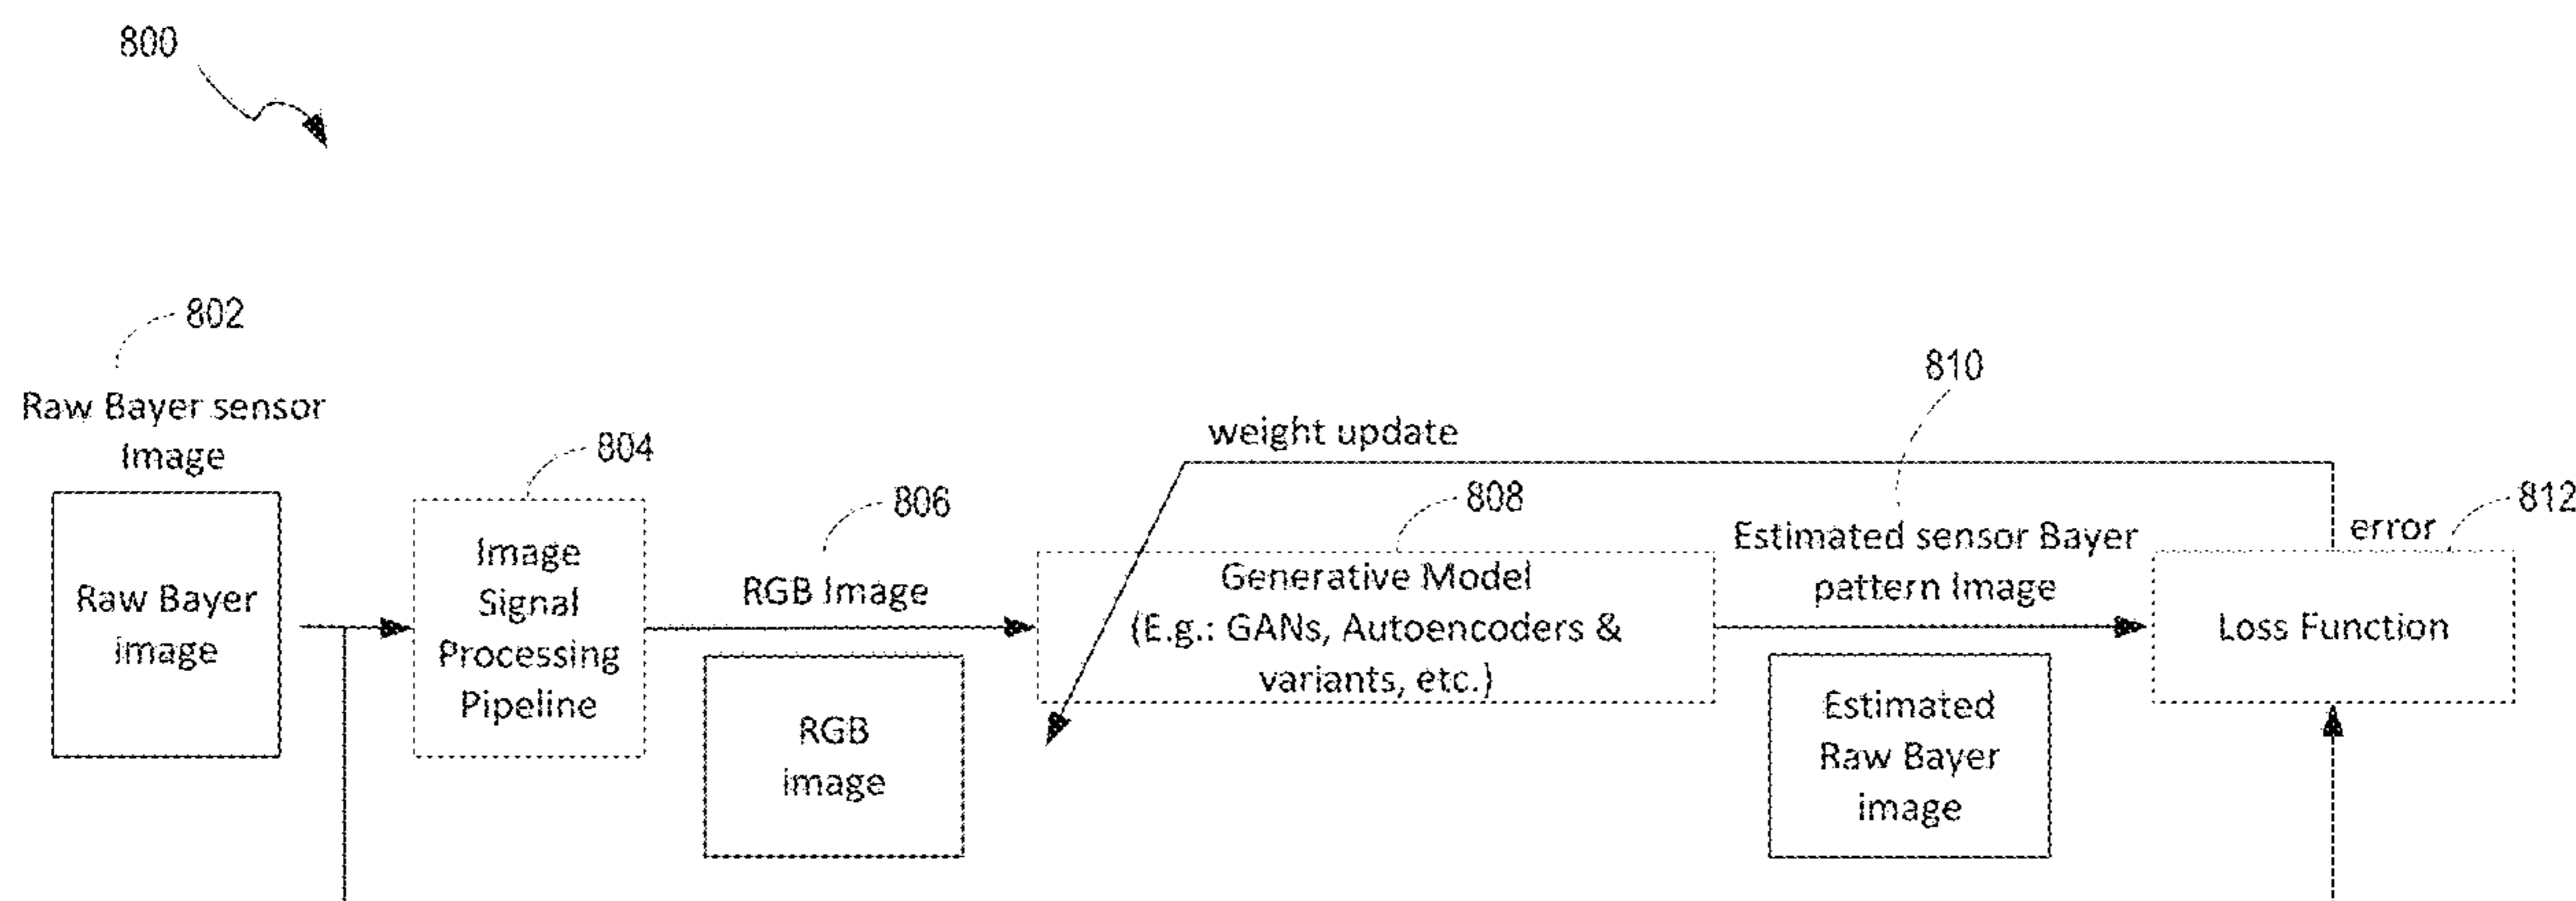 800
802
Raw Bayer sensor
Image
Raw Bayer
image
804
Image
Signal
Processing
Pipeline
806
RGB Image
RGB
image
weight update
808
Generative Model
(E.g.: GANs, Autoencoders &
variants, etc.)
810
Estimated sensor Bayer
pattern Image
Estimated
Raw Bayer
image
error
812
Loss Function